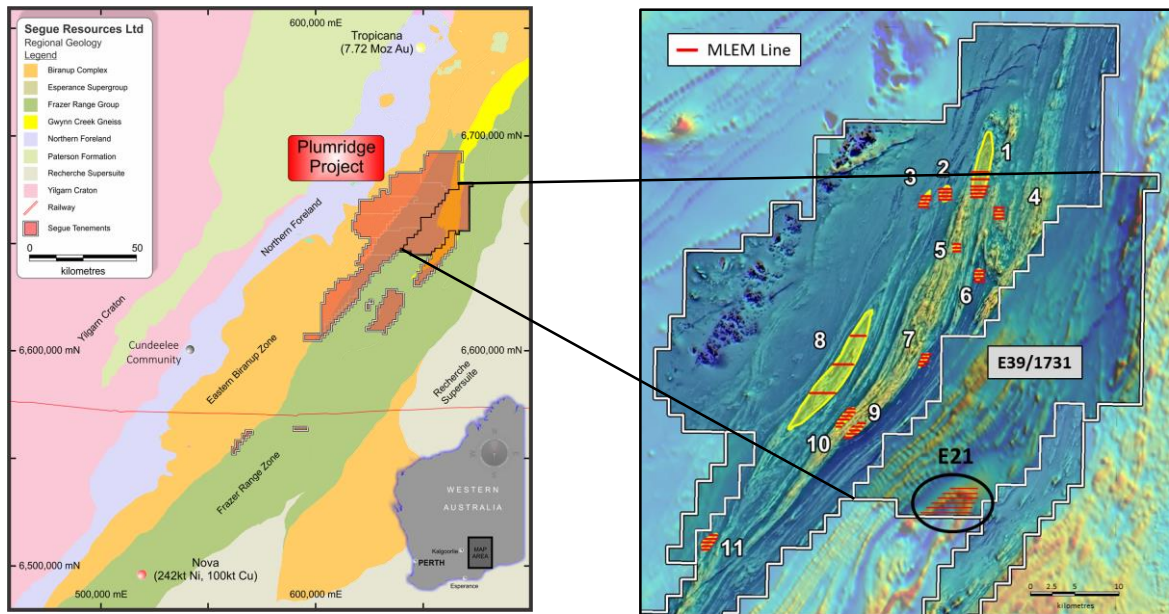 Segue Resources Ltd
Regional Geology
Legend
Biranup Complex
Esperance Supergroup
Frazer Range Group
Gwynn Creek Gneiss
Northern Foreland
Paterson Formation
Recherche Supersuite
Yilgarn Craton
Railway
Segue Tenements
0 50
kilometres
600,000 mE
Tropicana
(7.72 Moz Au)
6,700,000 mN
Plumridge
Project
Northern Foreland
Yilgarn Craton
Cundeelee
Community
6,600,000 mN
6,600,000 mN
Eastern Biranup Zone
Recherche
Supersuite
Frazer Range Zone
WESTERN
AUSTRALIA
Kalgoorlie
MAP
AREA
PERTH
Esperance
6,500,000 mN
Nova
(242kt Ni, 100kt Cu)
500,000 mE
600,000 mE
MLEM Line
1
2
3
4
5
6
7
8
E39/1731
9
10
E21
11
0 2.5 5 10
kilometres